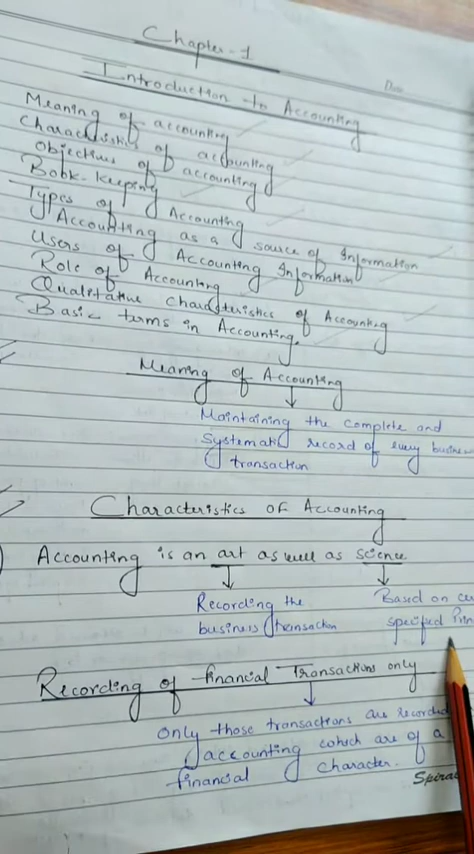 Chapter-1
Introduction to Accounting
Meaning of accounting
Characteristics of accounting
Objectives of accounting
Book-keeping
Types of Accounting
Accounting as a source of Information
Users of Accounting Information
Role of Accounting
Qualitative characteristics of Accounting
Basic terms in Accounting.
Meaning of Accounting
Maintaining the complete and
systematic record of every
transaction
Characteristics of Accounting
Accounting is an art as well as science
Recording the
business transaction
Based on
specified
Recording of financial Transactions only
Only those transactions are recorded
accounting which are of a
financial character.